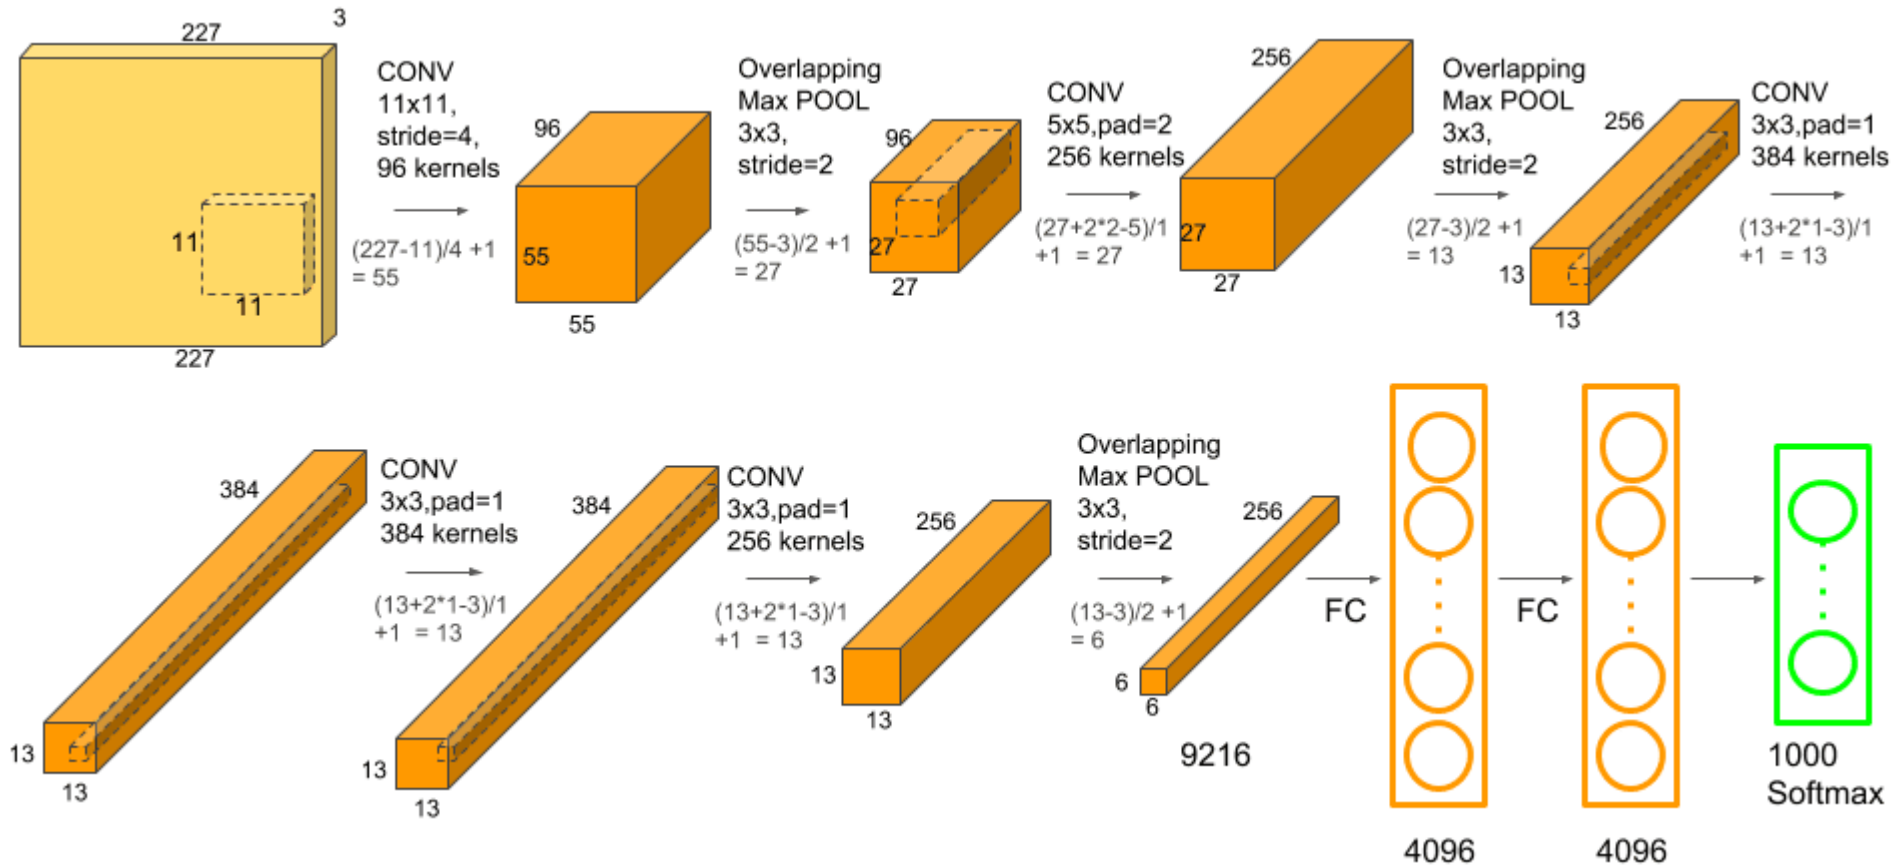 227
3
11
11
227
CONV
11x11,
stride=4,
96 kernels
(227-11)/4 +1
= 55
96
55
55
Overlapping
Max POOL
3x3,
stride=2
(55-3)/2 +1
= 27
96
27
27
CONV
5x5,pad=2
256 kernels
(27+2*2-5)/1
+1 = 27
256
27
27
Overlapping
Max POOL
3x3,
stride=2
(27-3)/2 +1
= 13
256
13
13
CONV
3x3,pad=1
384 kernels
(13+2*1-3)/1
+1 = 13
384
13
13
CONV
3x3,pad=1
384 kernels
(13+2*1-3)/1
+1 = 13
384
13
13
CONV
3x3,pad=1
256 kernels
(13+2*1-3)/1
+1 = 13
256
13
13
Overlapping
Max POOL
3x3,
stride=2
(13-3)/2 +1
= 6
256
6
6
9216
FC
4096
FC
4096
1000
Softmax